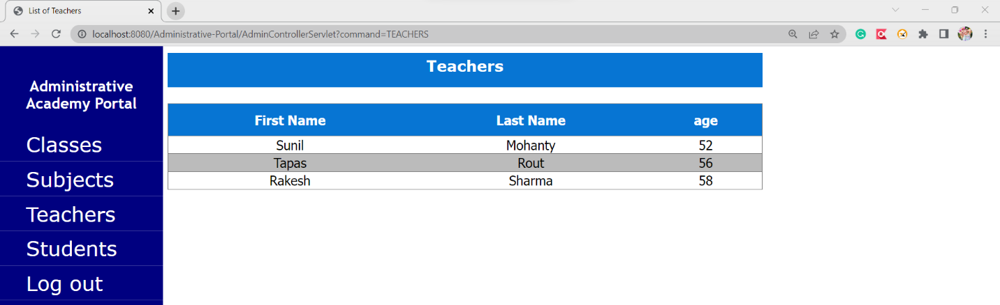 List of Teachers
localhost:8080/Administrative-Portal/AdminControllerServlet?command=TEACHERS
Administrative
Academy Portal
Classes
Subjects
Teachers
Students
Log out
Teachers
First Name Last Name age
Sunil Mohanty 52
Tapas Rout 56
Rakesh Sharma 58